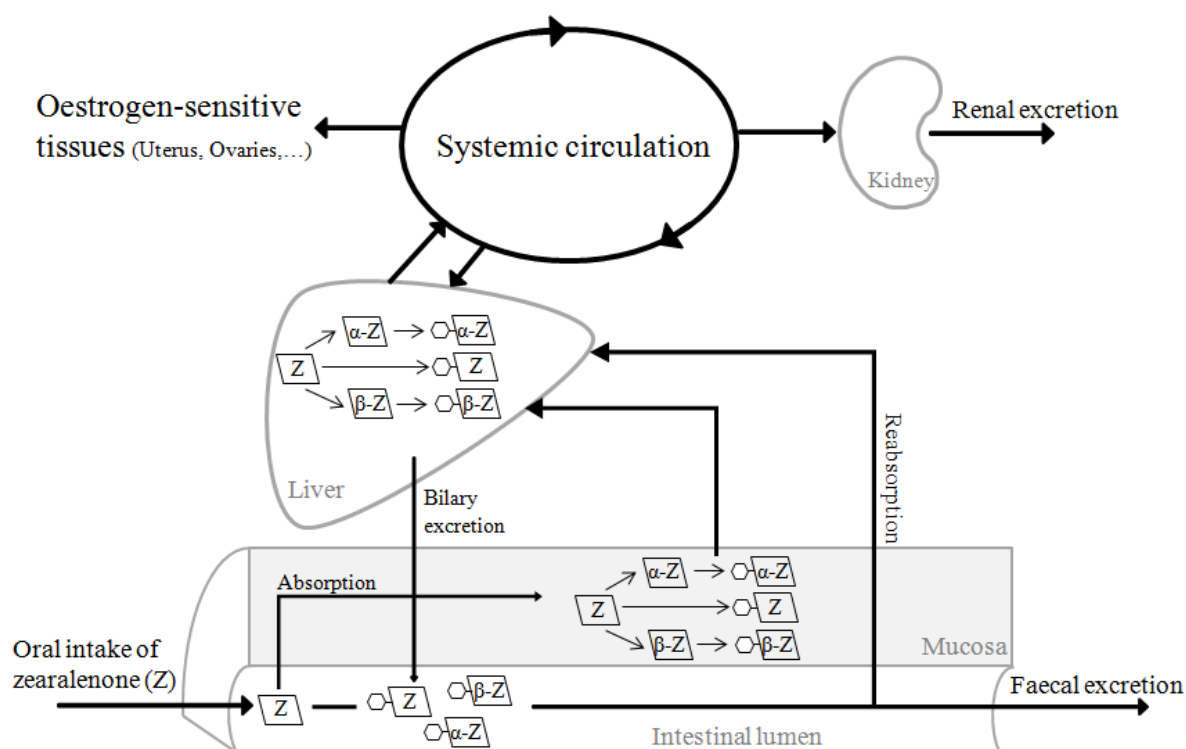 Oestrogen-sensitive
tissues (Uterus, Ovaries,...)
Systemic circulation
Renal excretion
Kidney
α-Z
α-Z
Z
Z
β-Z
β-Z
Liver
Bilary
excretion
Reabsorption
Absorption
α-Z
α-Z
Z
Z
β-Z
β-Z
Mucosa
Oral intake of
zearalenone (Z)
Z
Z
β-Z
α-Z
Faecal excretion
Intestinal lumen